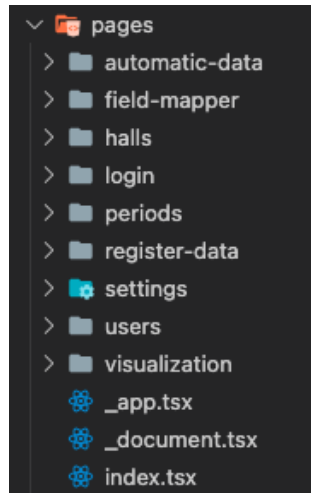 pages
automatic-data
field-mapper
halls
login
periods
register-data
settings
users
visualization
_app.tsx
_document.tsx
index.tsx